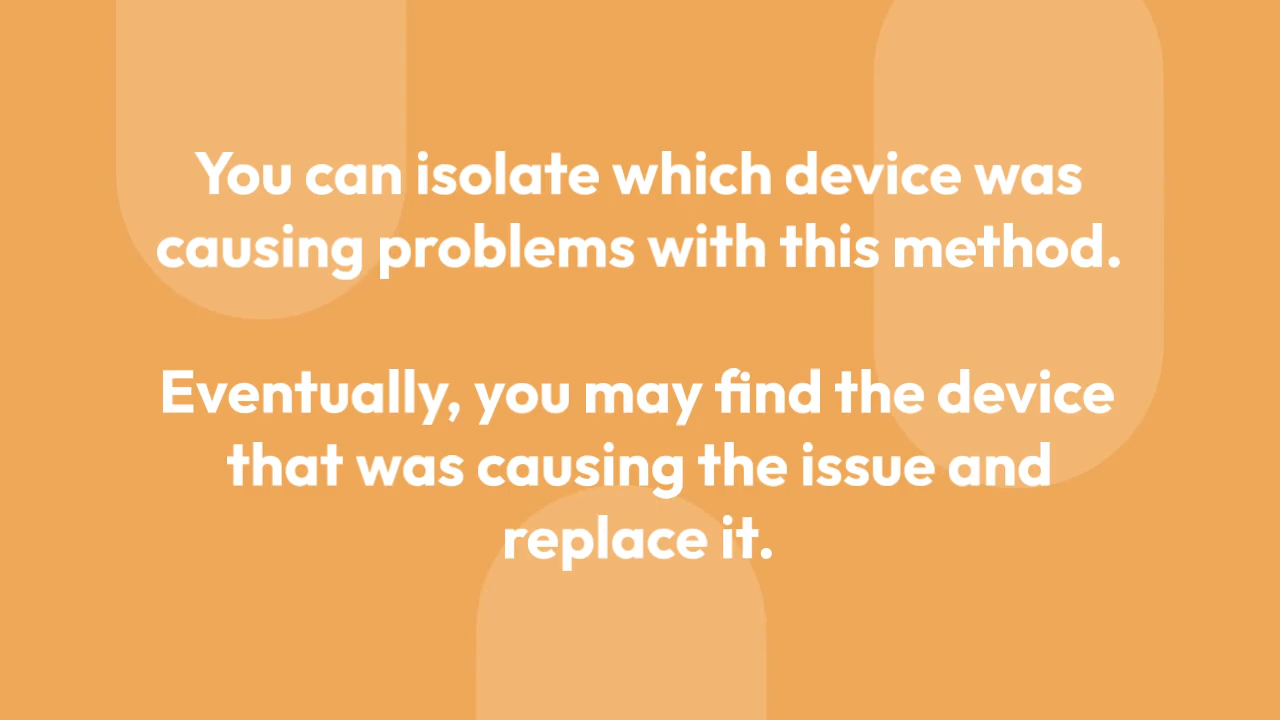 You can isolate which device was
causing problems with this method.
Eventually, you may find the device
that was causing the issue and
replace it.